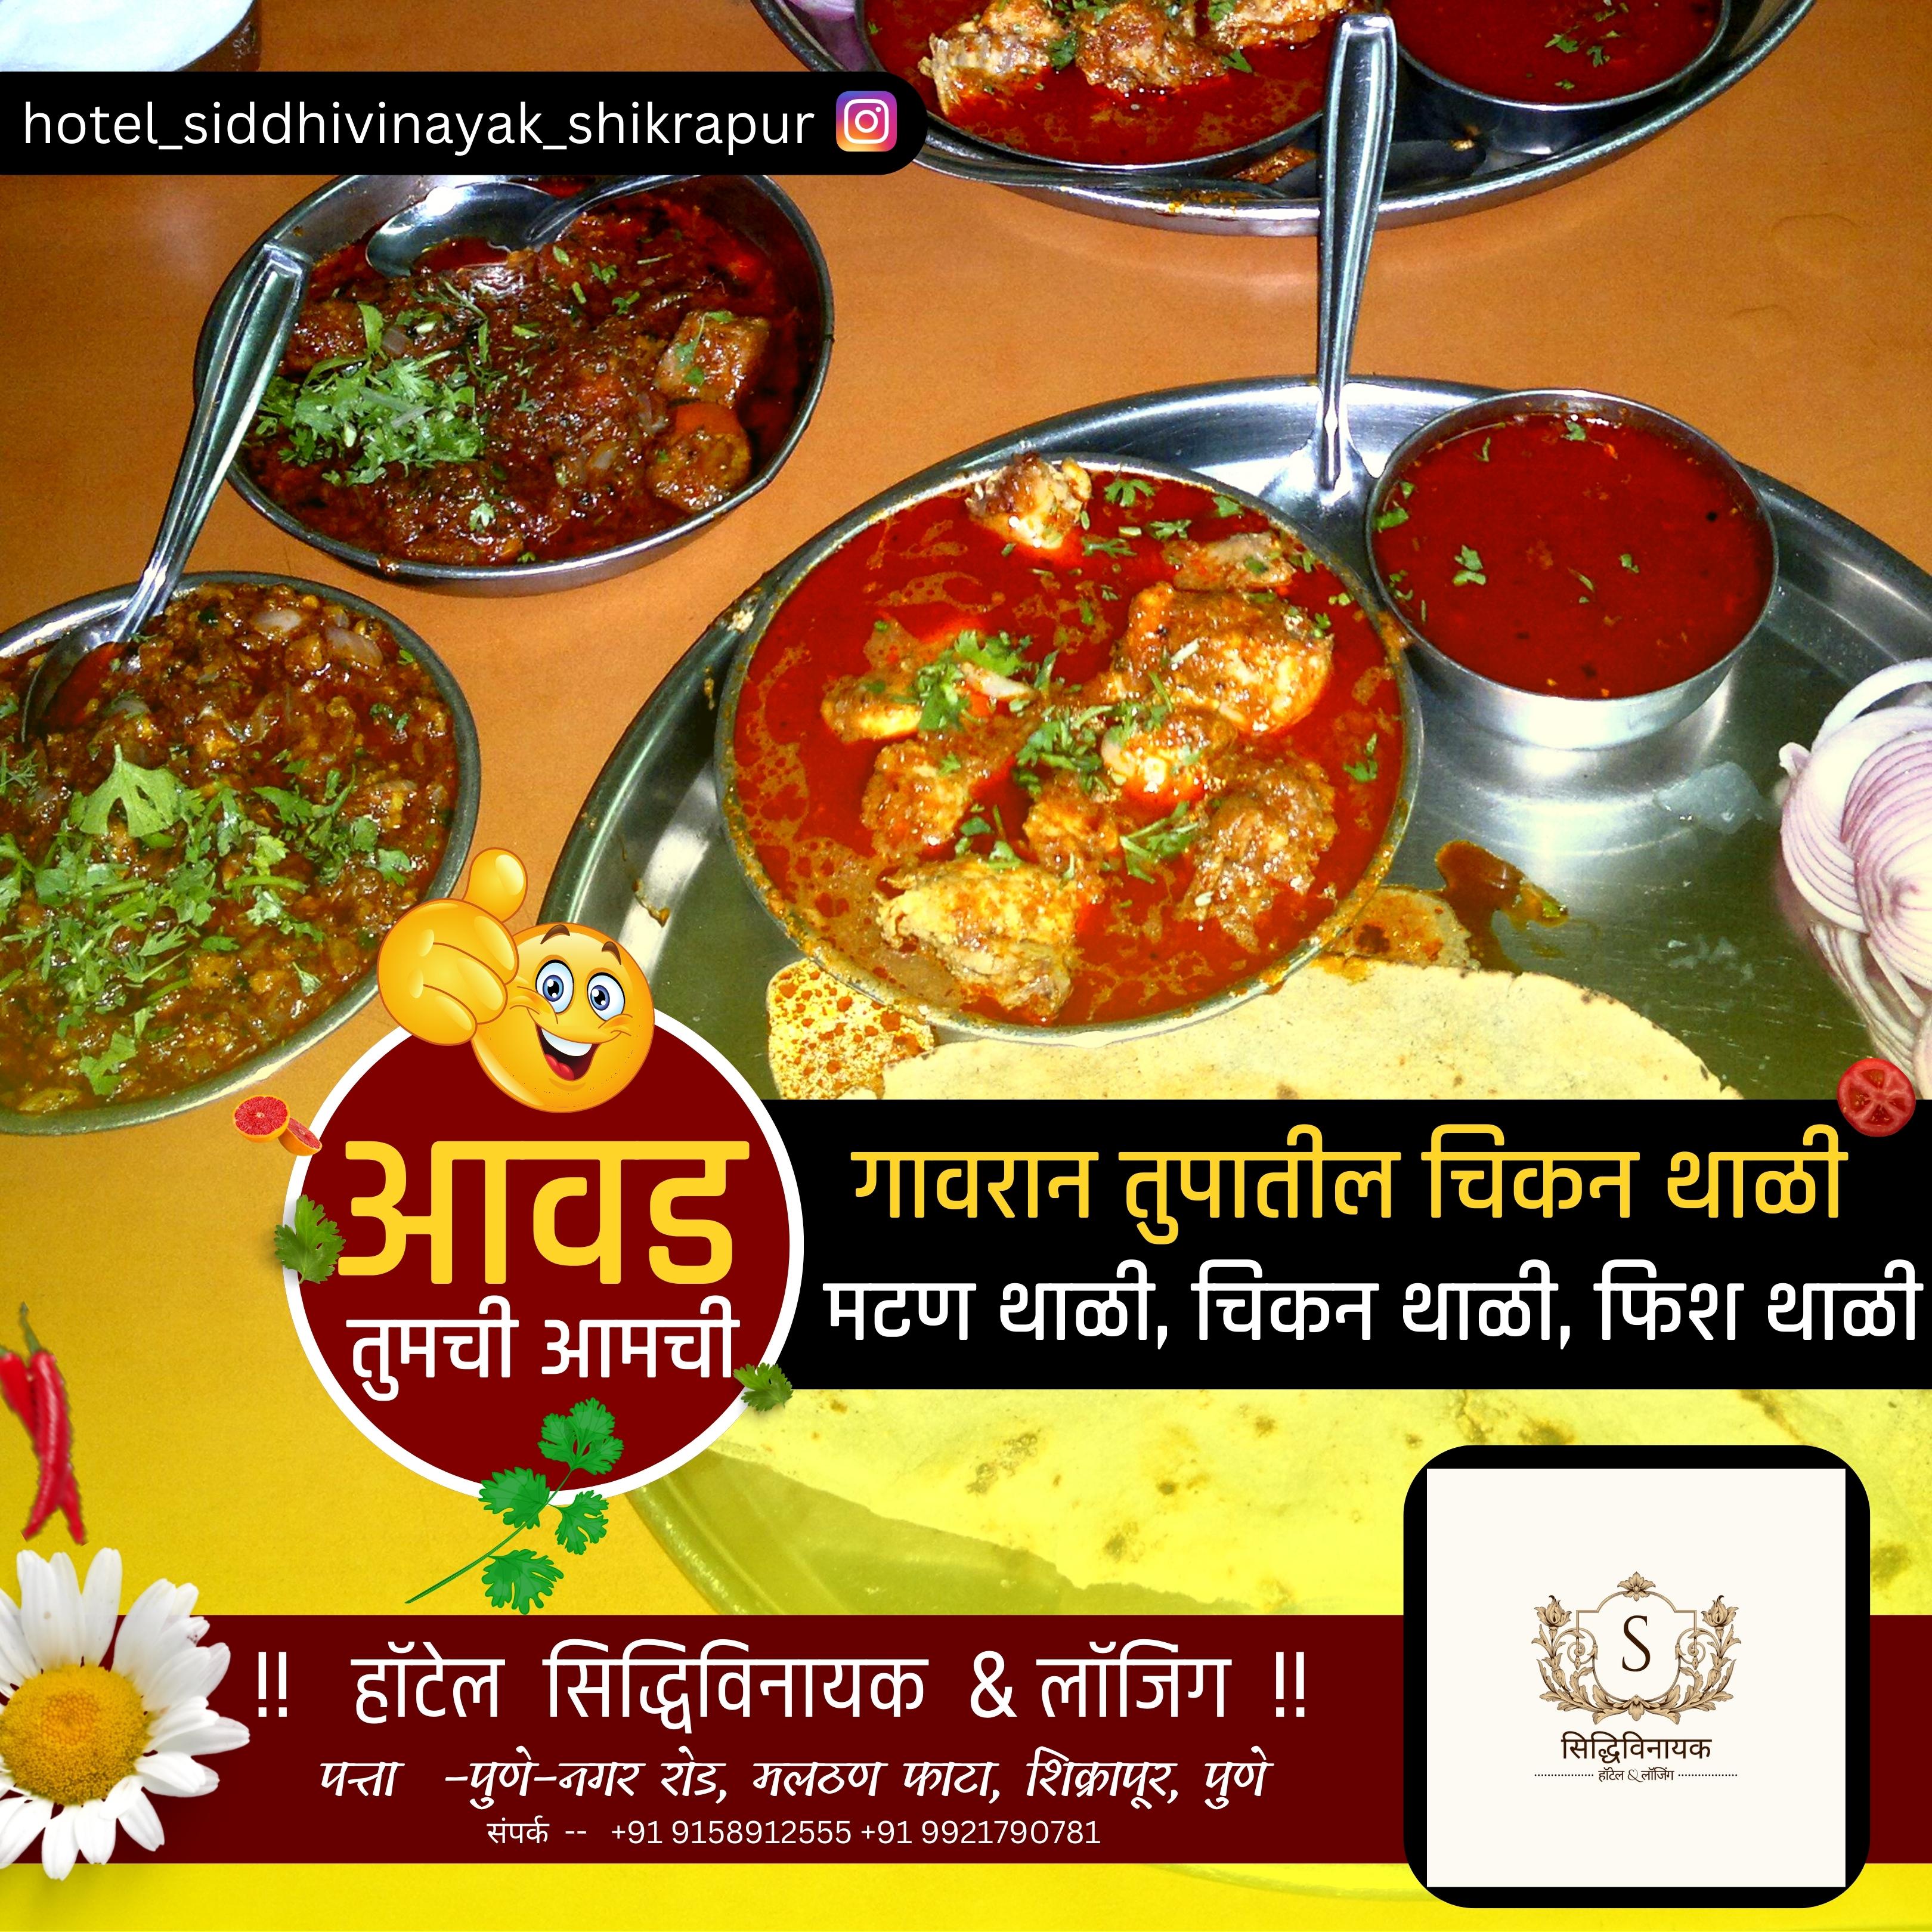 hotel_siddhivinayak_shikrapur
आवड
तुमची आमची
गावरान तुपातील चिकन थाळी
मटण थाळी, चिकन थाळी, फिश थाळी
!! हॉटेल सिद्धिविनायक & लॉजिंग !!
पत्ता -पुणे-नगर रोड, मलठण फाटा, शिक्रापूर, पुणे
संपर्क -- +91 9158912555 +91 9921790781
S
सिद्धिविनायक
हॉटेल & लॉजिंग